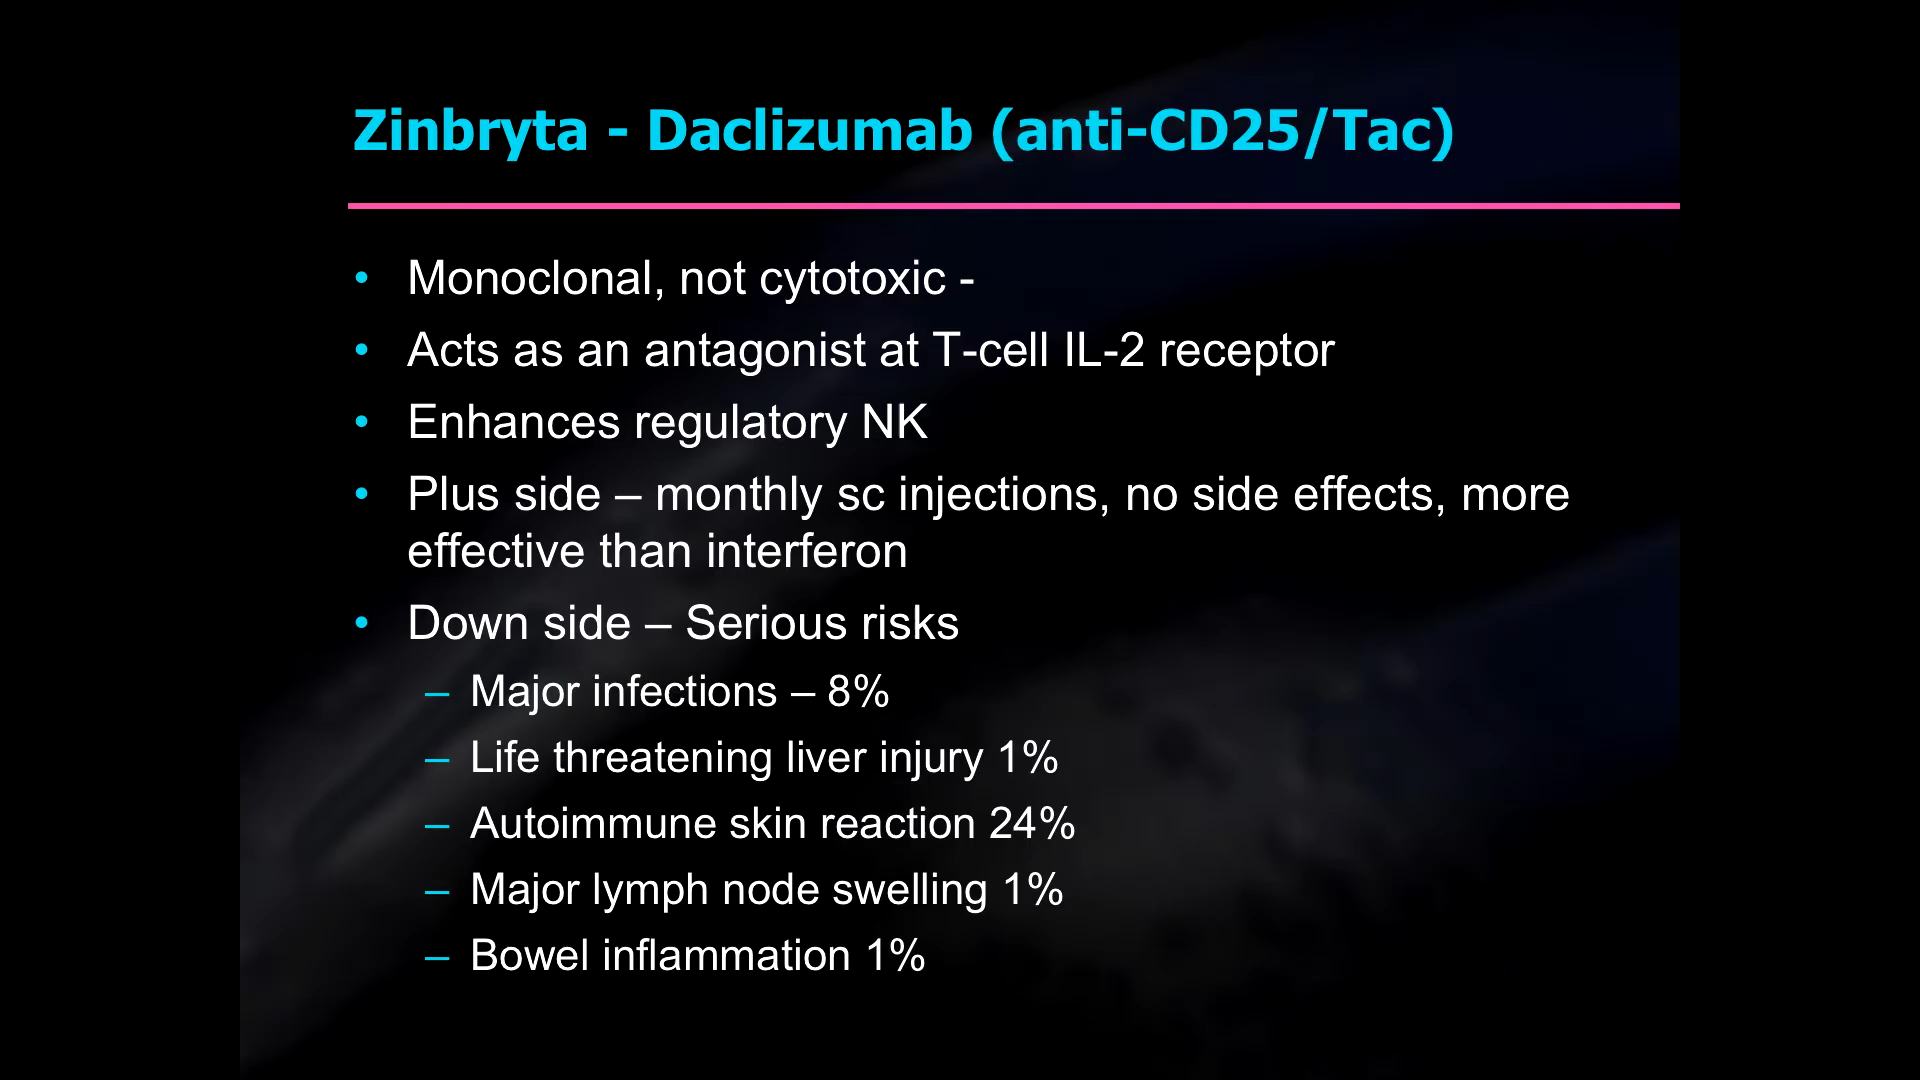 Zinbryta - Daclizumab (anti-CD25/Tac)
• Monoclonal, not cytotoxic -
• Acts as an antagonist at T-cell IL-2 receptor
• Enhances regulatory NK
• Plus side – monthly sc injections, no side effects, more
effective than interferon
• Down side – Serious risks
– Major infections – 8%
– Life threatening liver injury 1%
– Autoimmune skin reaction 24%
– Major lymph node swelling 1%
– Bowel inflammation 1%